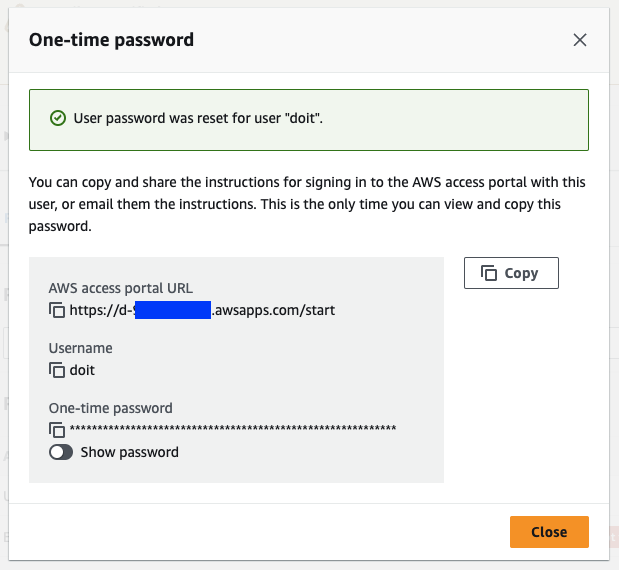 One-time password
User password was reset for user "doit".
You can copy and share the instructions for signing in to the AWS access portal with this
user, or email them the instructions. This is the only time you can view and copy this
password.
Copy
AWS access portal URL
https://d-9.awsapps.com/start
Username
doit
One-time password
************************************************************
Show password
Close